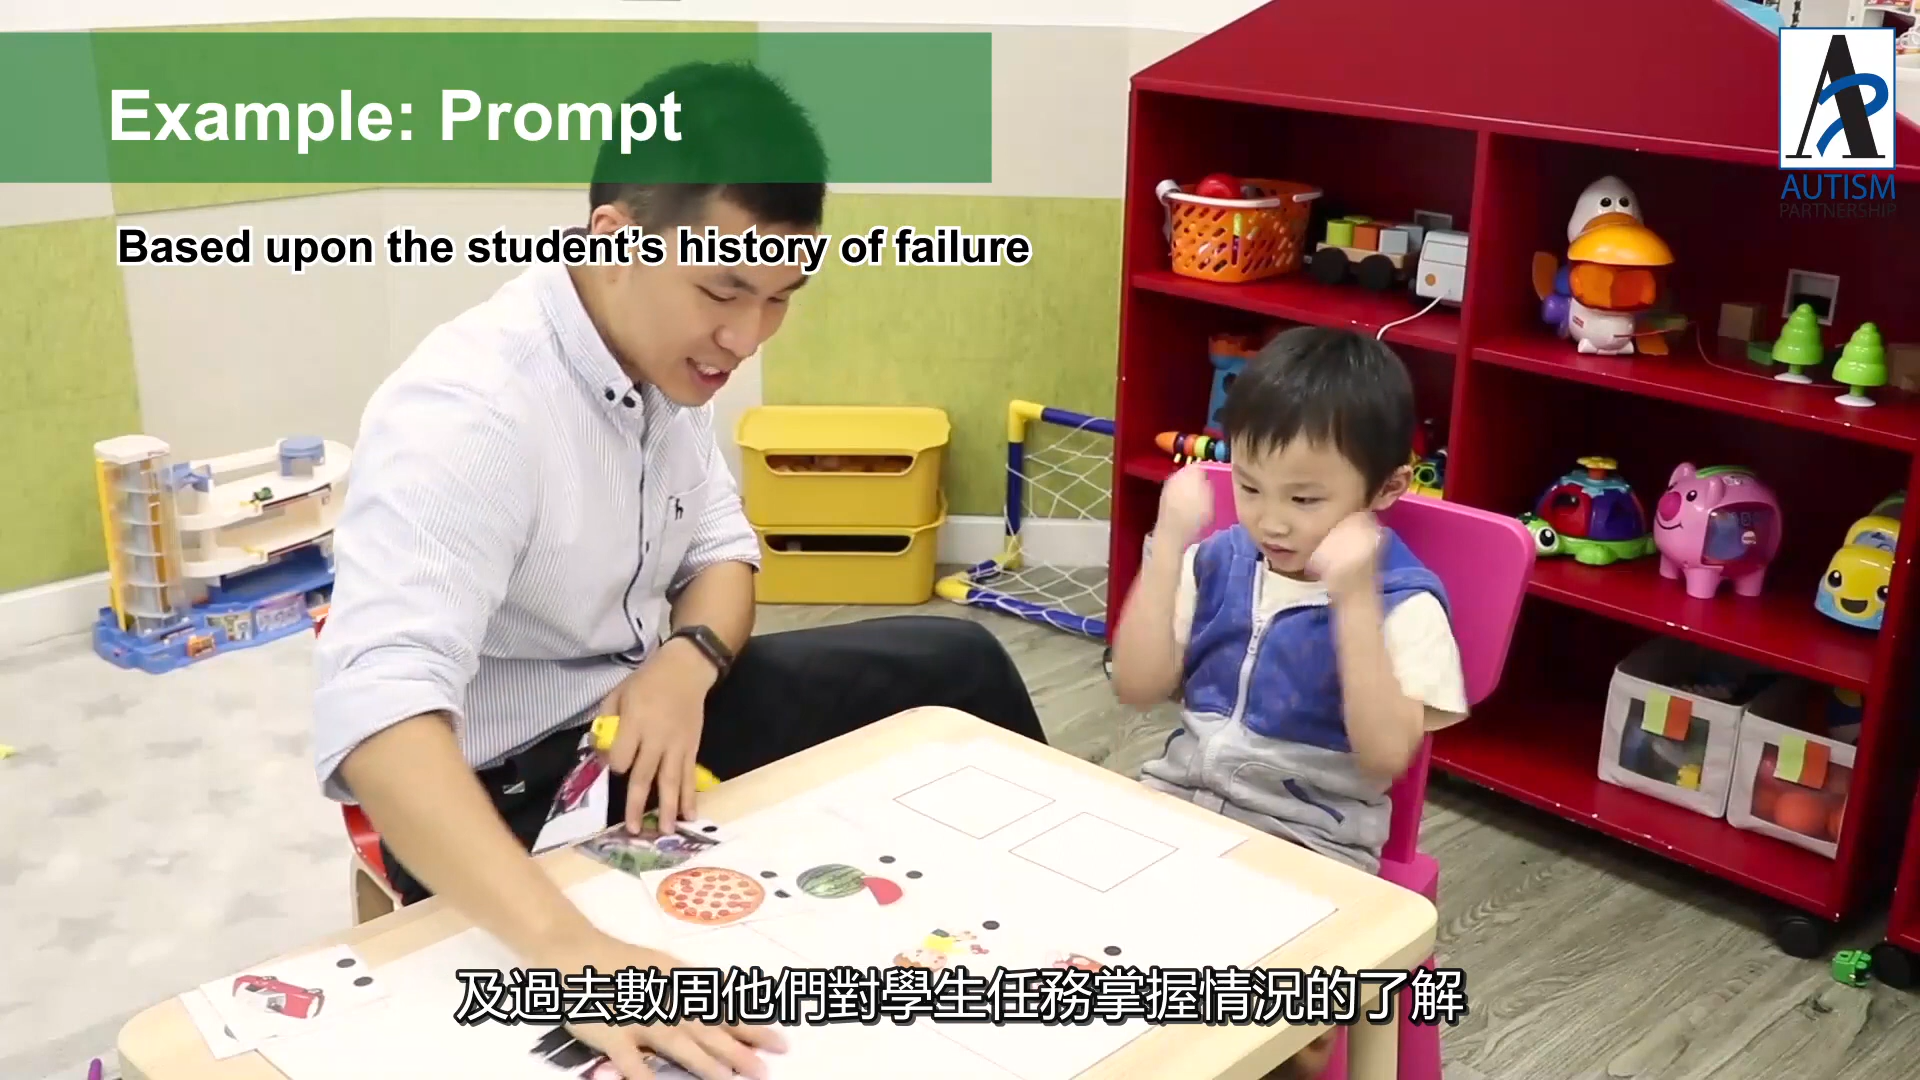 Example: Prompt
AUTISM
PARTNERSHIP
Based upon the student’s history of failure
及過去數周他們對學生任務掌握情況的了解